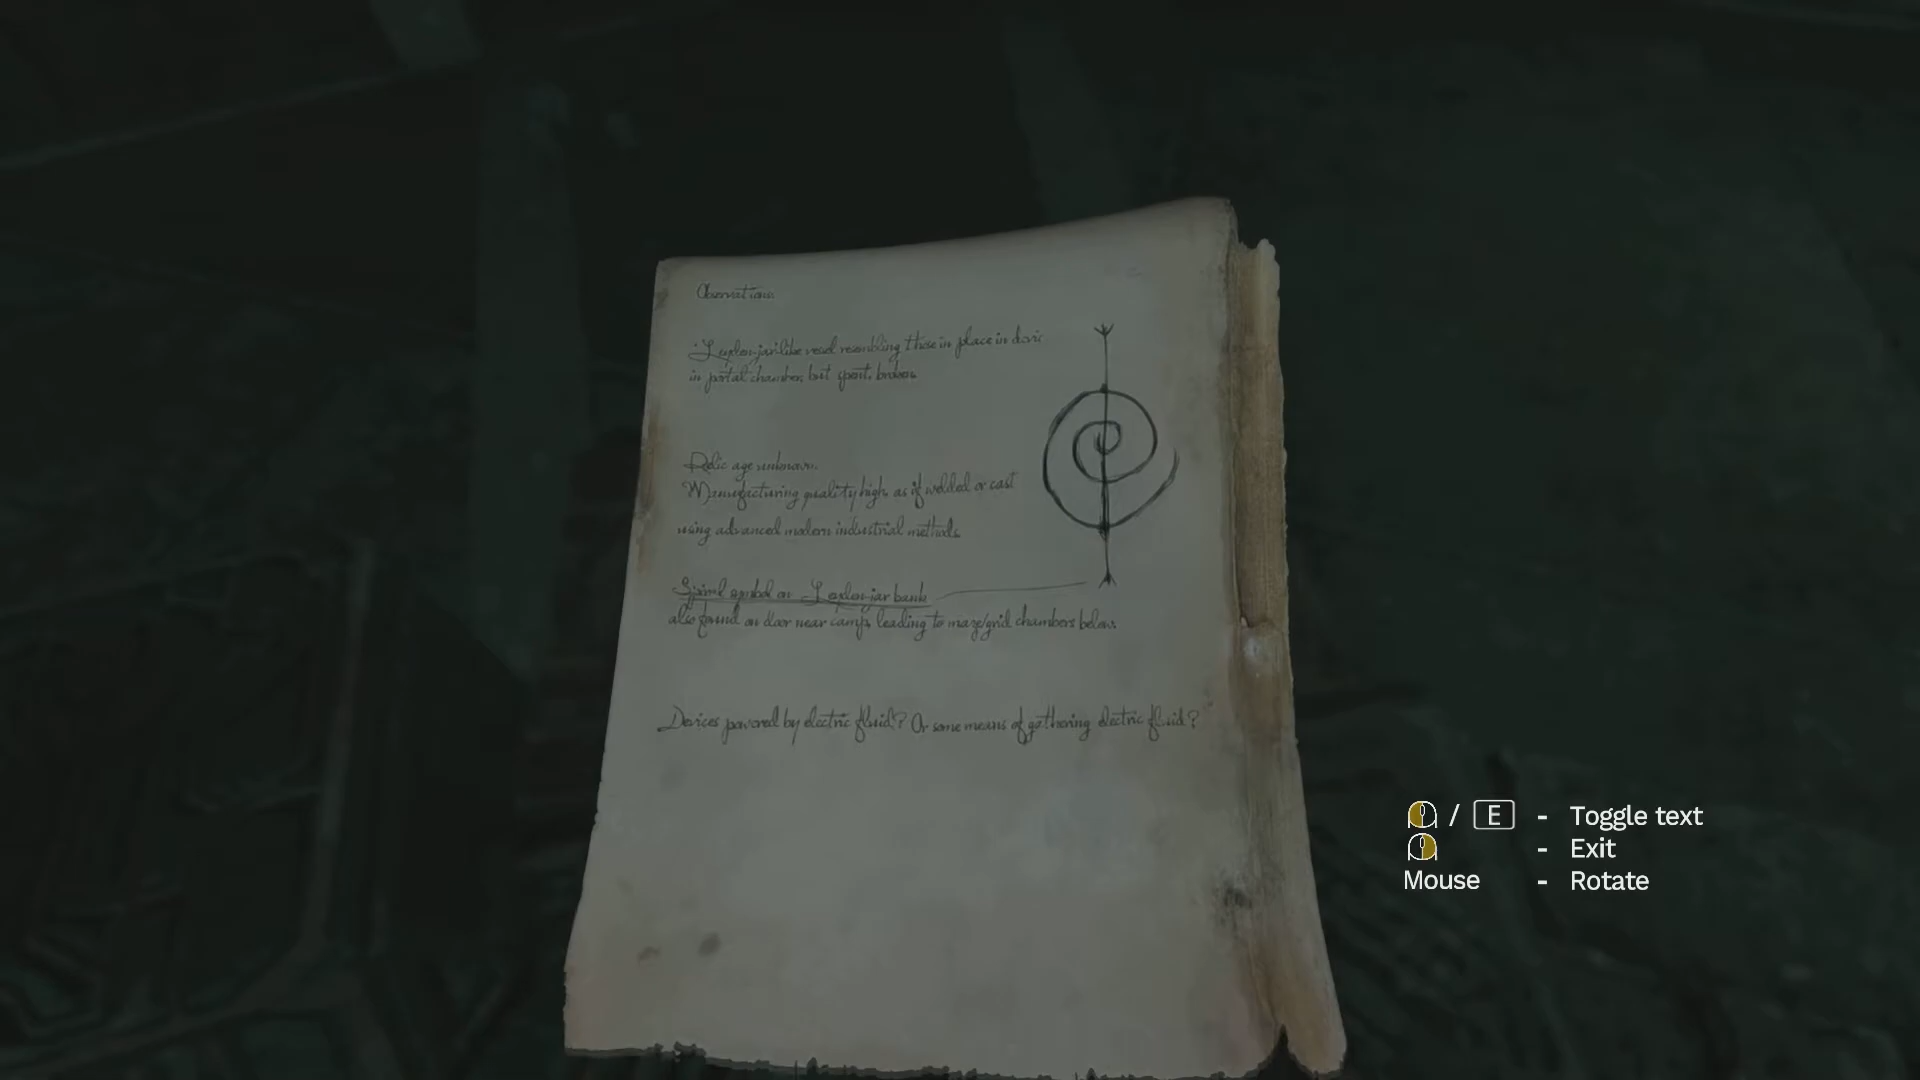 Observations
· Leyden-jar-like vessel resembling those in place in device
in portal chamber, but spent, broken.
Relic age unknown.
Manufacturing quality high, as if welded or cast
using advanced modern industrial methods.
Spiral symbol on Leyden-jar bank
also found on door near camp, leading to maze/grid chambers below.
Devices powered by electric fluid? Or some means of gathering electric fluid?
/ E - Toggle text
- Exit
Mouse - Rotate